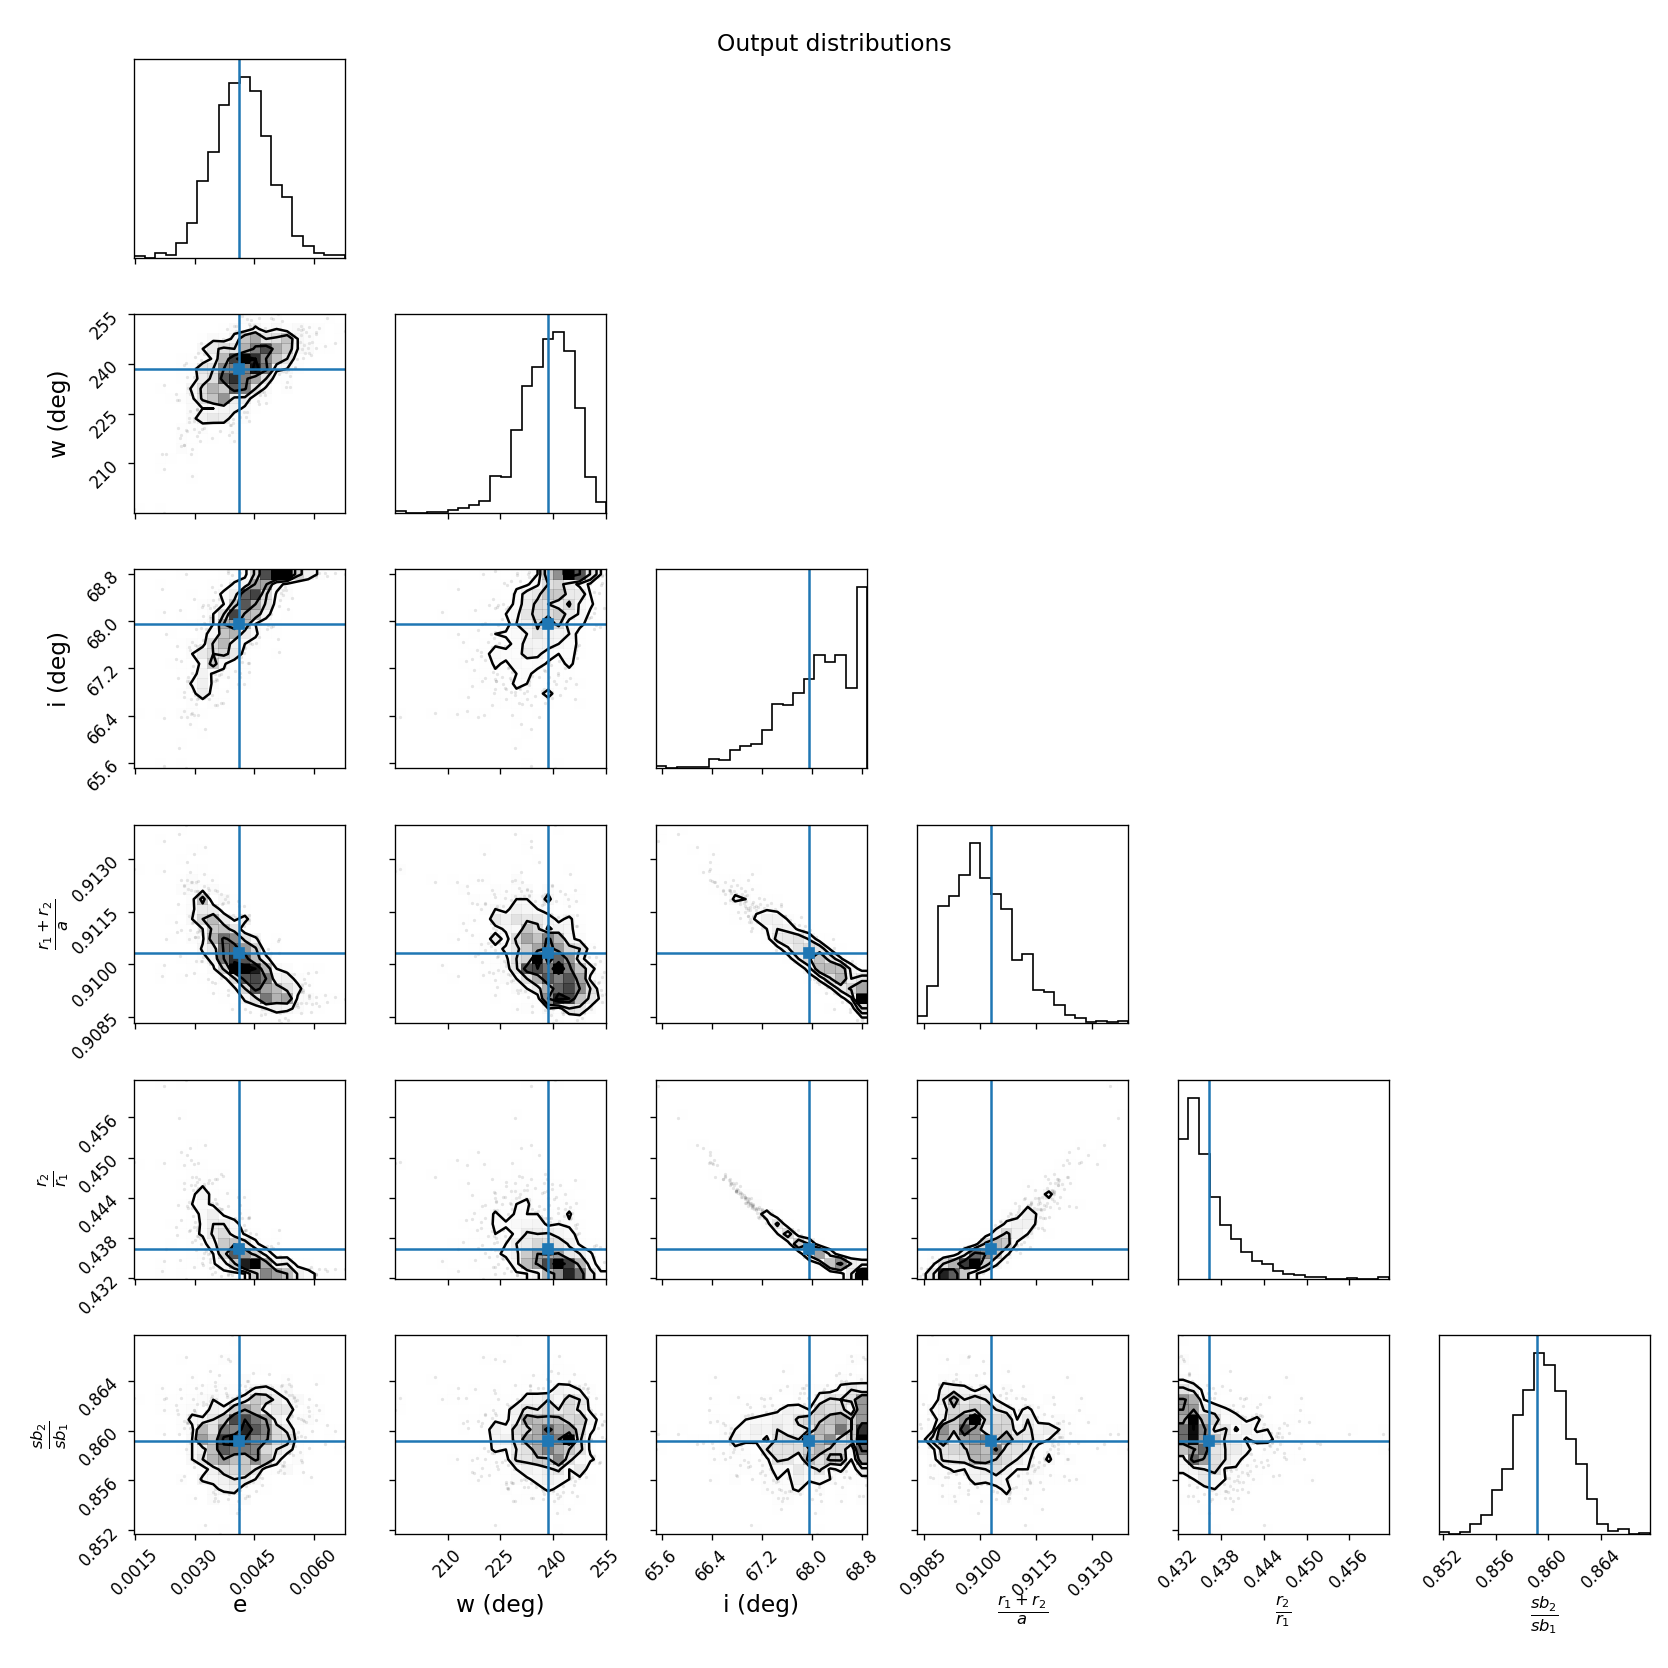 Output distributions
w (deg)
255
240
225
210
i (deg)
68.8
68.0
67.2
66.4
65.6
r₁ + r₂
a
0.9130
0.9115
0.9100
0.9085
r₂
r₁
0.456
0.450
0.444
0.438
0.432
sb₂
sb₁
0.864
0.860
0.856
0.852
0.0015 0.0030 0.0045 0.0060 210 225 240 255 65.6 66.4 67.2 68.0 68.8 0.9085 0.9100 0.9115 0.9130 0.432 0.438 0.444 0.450 0.456 0.852 0.856 0.860 0.864
e w (deg) i (deg)
r₁ + r₂
a
r₂
r₁
sb₂
sb₁